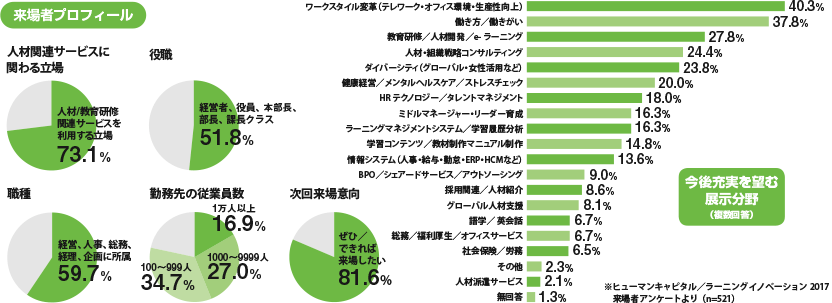 来場者プロフィール
人材関連サービスに
関わる立場
人材/教育研修
関連サービスを
利用する立場
73.1%
役職
経営者、役員、本部長、
部長、課長クラス
51.8%
職種
経営、人事、総務、
経理、企画に所属
59.7%
勤務先の従業員数
1万人以上
16.9%
1000〜9999人
27.0%
100〜999人
34.7%
次回来場意向
ぜひ／
できれば
来場したい
81.6%
ワークスタイル変革（テレワーク・オフィス環境・生産性向上） 40.3%
働き方／働きがい 37.8%
教育研修／人材開発／e-ラーニング 27.8%
人材・組織戦略コンサルティング 24.4%
ダイバーシティ（グローバル・女性活用など） 23.8%
健康経営／メンタルヘルスケア／ストレスチェック 20.0%
HRテクノロジー／タレントマネジメント 18.0%
ミドルマネージャー・リーダー育成 16.3%
ラーニングマネジメントシステム／学習履歴分析 16.3%
学習コンテンツ／教材制作マニュアル制作 14.8%
情報システム（人事・給与・勤怠・ERP・HCMなど） 13.6%
BPO／シェアードサービス／アウトソーシング 9.0%
採用関連／人材紹介 8.6%
グローバル人材支援 8.1%
語学／英会話 6.7%
総務／福利厚生／オフィスサービス 6.7%
社会保険／労務 6.5%
その他 2.3%
人材派遣サービス 2.1%
無回答 1.3%
今後充実を望む
展示分野
（複数回答）
※ヒューマンキャピタル／ラーニングイノベーション 2017
来場者アンケートより（n=521）